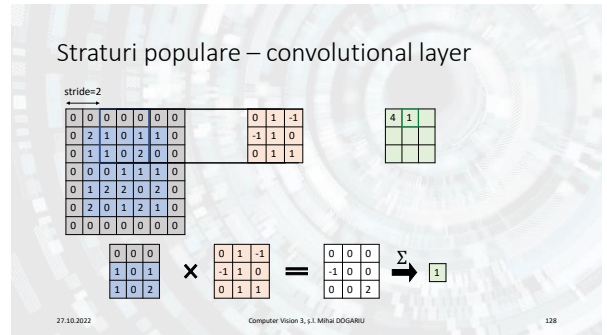 Straturi populare – convolutional layer
stride=2
0 0 0 0 0 0 0
0 2 1 0 1 1 0
0 1 1 0 2 0 0
0 0 0 1 1 1 0
0 1 2 2 0 2 0
0 2 0 1 2 1 0
0 0 0 0 0 0 0
0 1 -1
-1 1 0
0 1 1
4 1
0 0 0
1 0 1
1 0 2
×
0 1 -1
-1 1 0
0 1 1
=
0 0 0
-1 0 0
0 0 2
Σ
1
27.10.2022
Computer Vision 3, ș.l. Mihai DOGARIU
128